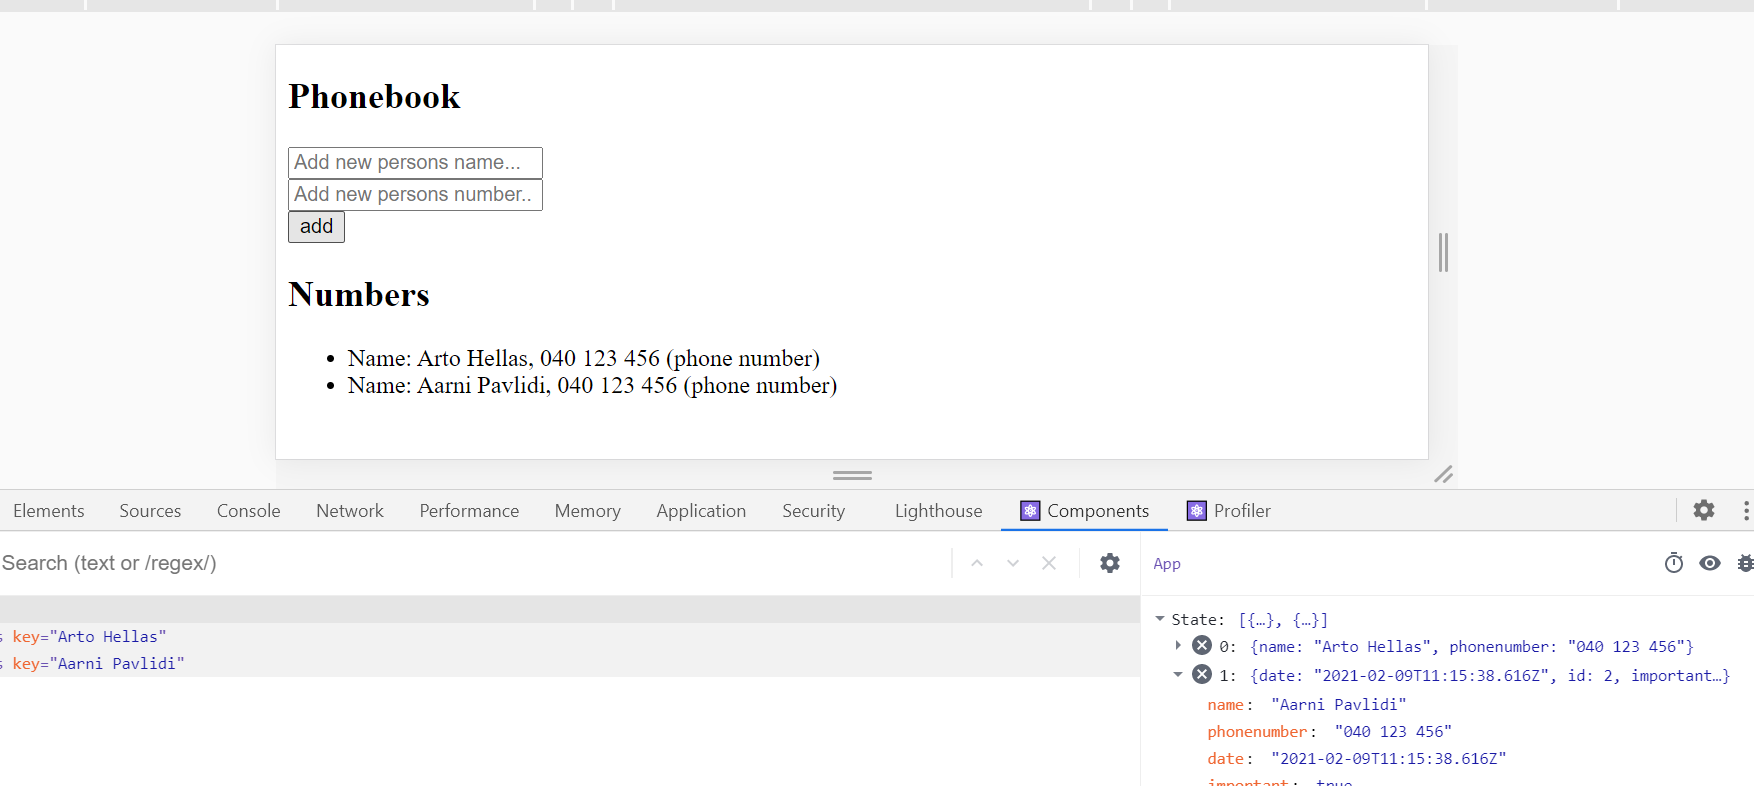 Phonebook
Add new persons name...
Add new persons number..
add
Numbers
• Name: Arto Hellas, 040 123 456 (phone number)
• Name: Aarni Pavlidi, 040 123 456 (phone number)
Elements Sources Console Network Performance Memory Application Security Lighthouse Components Profiler
Search (text or /regex/)
App
key="Arto Hellas"
key="Aarni Pavlidi"
State: [{…}, {…}]
0: {name: "Arto Hellas", phonenumber: "040 123 456"}
1: {date: "2021-02-09T11:15:38.616Z", id: 2, important…}
name: "Aarni Pavlidi"
phonenumber: "040 123 456"
date: "2021-02-09T11:15:38.616Z"
important: true